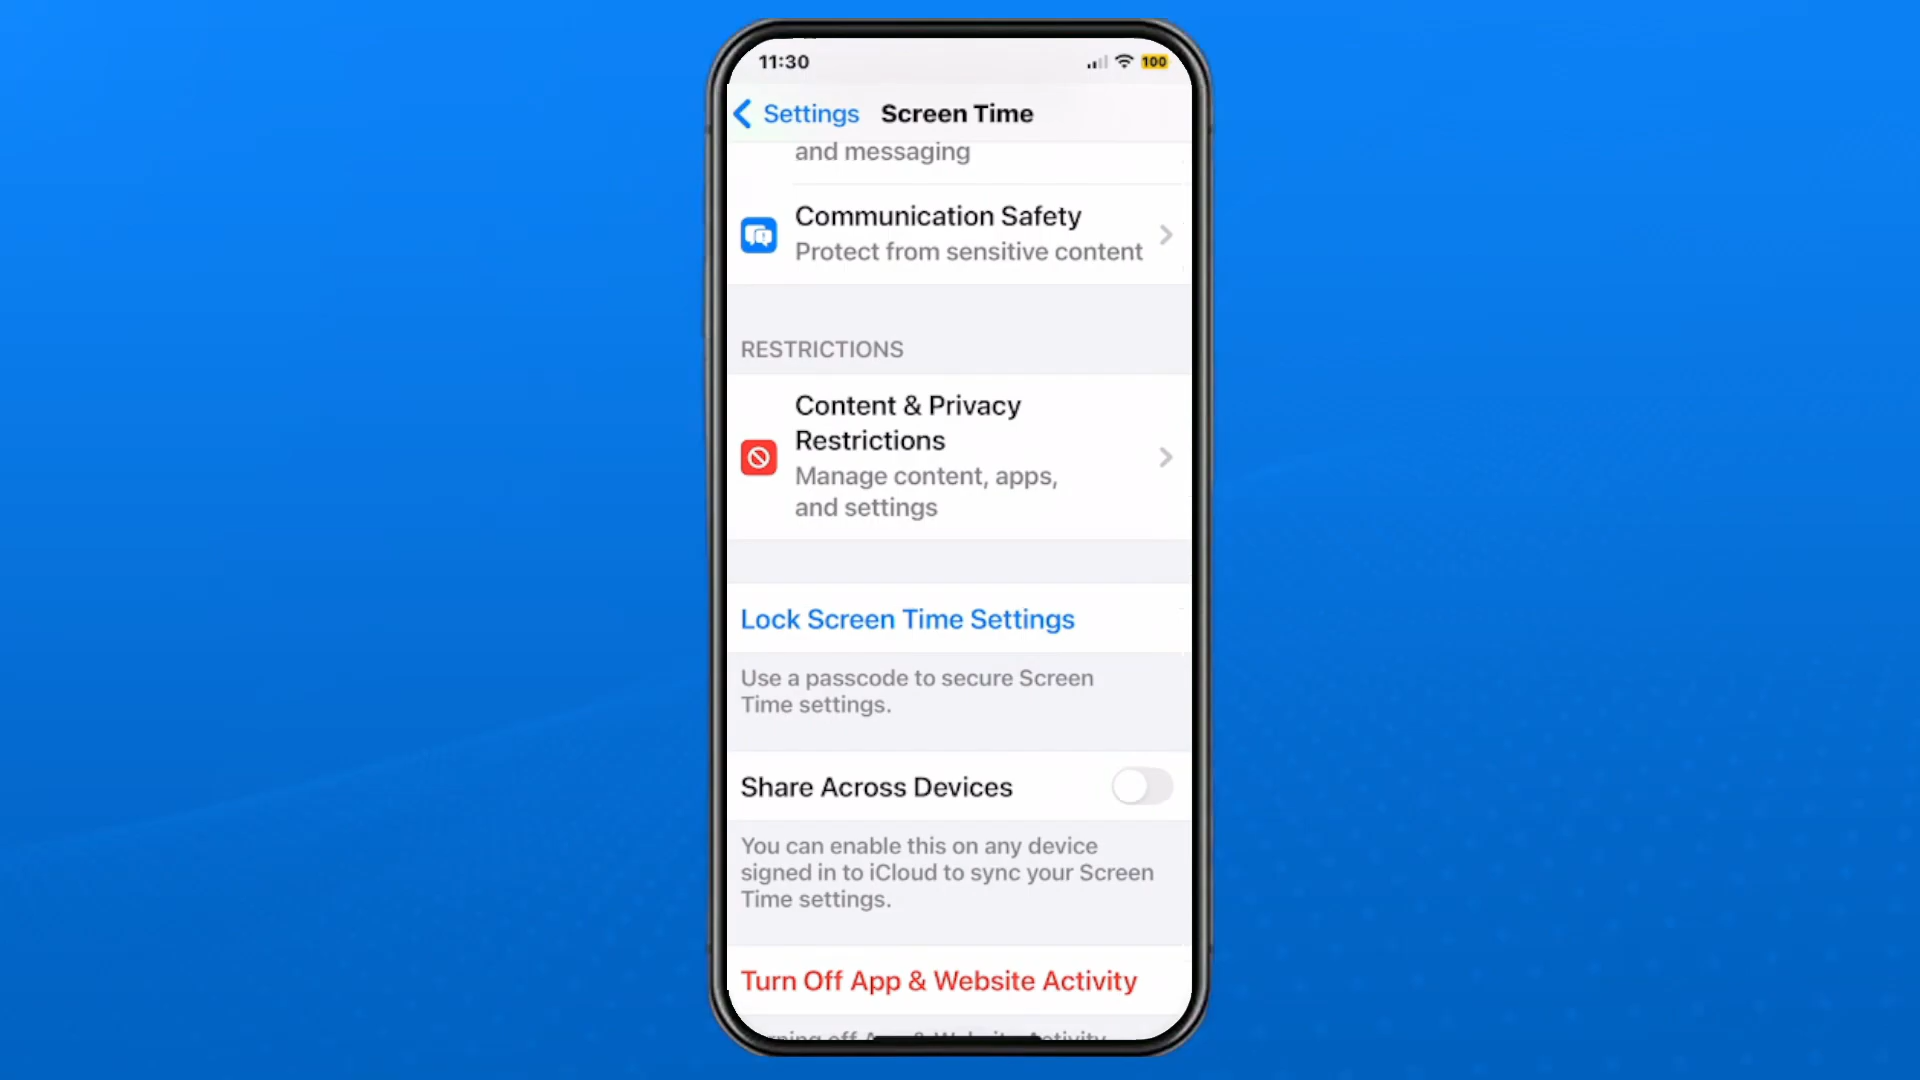 11:30
100
Settings
Screen Time
and messaging
Communication Safety
Protect from sensitive content
RESTRICTIONS
Content & Privacy
Restrictions
Manage content, apps,
and settings
Lock Screen Time Settings
Use a passcode to secure Screen
Time settings.
Share Across Devices
You can enable this on any device
signed in to iCloud to sync your Screen
Time settings.
Turn Off App & Website Activity